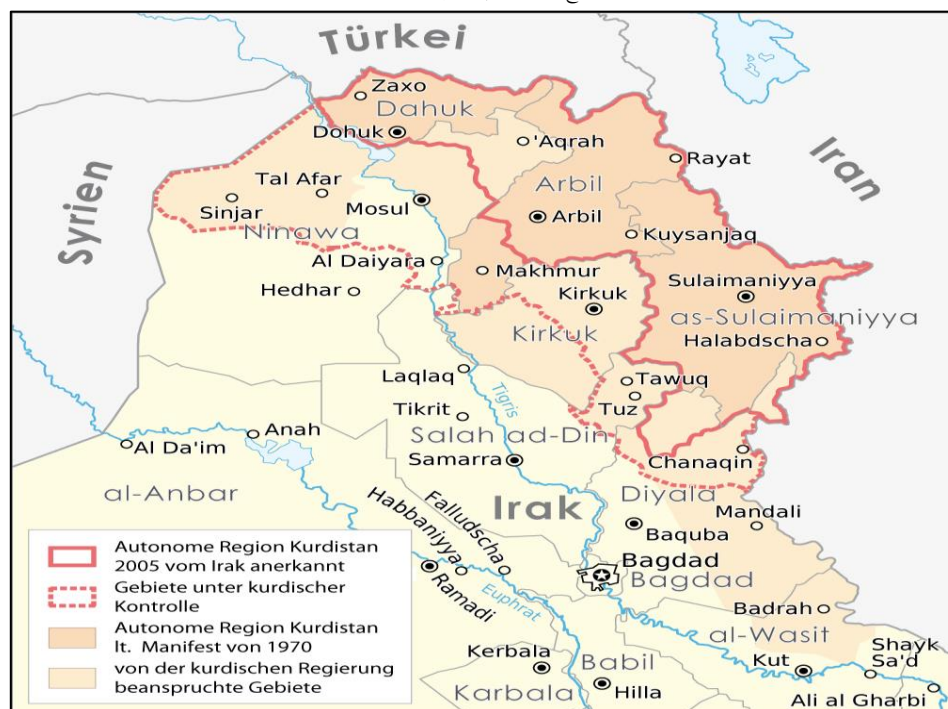 Türkei
Zaxo
Dahuk
Dohuk
'Aqrah
Rayat
Iran
Syrien
Tal Afar
Sinjar
Mosul
Ninawa
Arbil
Arbil
Kuysanjaq
Al Daiyara
Hedhar
Makhmur
Kirkuk
Kirkuk
Sulaimaniyya
as-Sulaimaniyya
Halabdscha
Laqlaq
Tigris
Tikrit
Tawuq
Tuz
Salah ad-Din
Samarra
Chanaqin
Al Da'im
Anah
al-Anbar
Irak
Diyala
Mandali
Baquba
Habbaniyya
Falludscha
Ramadi
Euphrat
Bagdad
Bagdad
Badrah
al-Wasit
Shayk
Sa'd
Kut
Ali al Gharbi
Kerbala
Karbala
Babil
Hilla
Autonome Region Kurdistan
2005 vom Irak anerkannt
Gebiete unter kurdischer
Kontrolle
Autonome Region Kurdistan
lt. Manifest von 1970
von der kurdischen Regierung
beanspruchte Gebiete